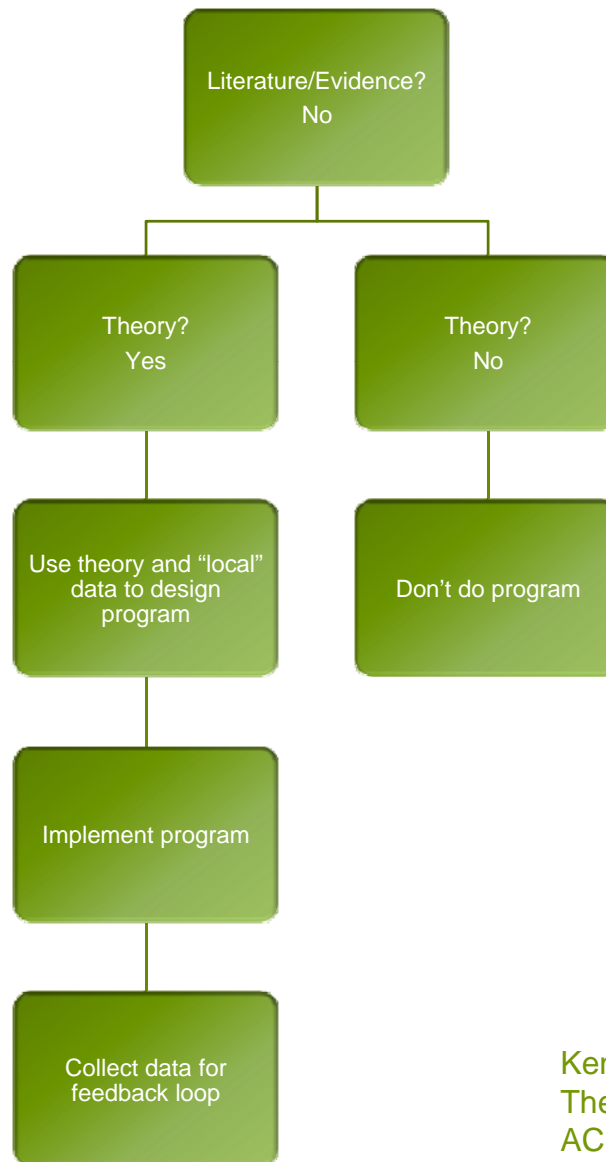 Literature/Evidence?
No
Theory?
Yes
Theory?
No
Use theory and “local”
data to design
program
Don’t do program
Implement program
Collect data for
feedback loop